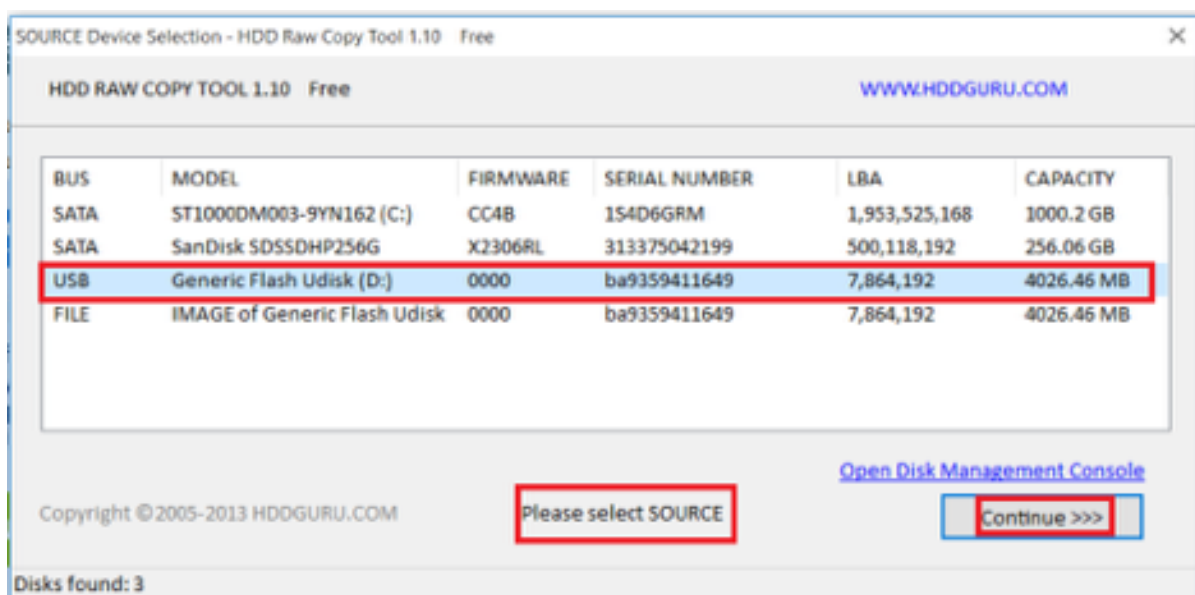 SOURCE Device Selection - HDD Raw Copy Tool 1.10 Free
HDD RAW COPY TOOL 1.10 Free WWW.HDDGURU.COM
BUS MODEL FIRMWARE SERIAL NUMBER LBA CAPACITY
SATA ST1000DM003-9YN162 (C:) CC4B 1S4D6GRM 1,953,525,168 1000.2 GB
SATA SanDisk SDSSDHP256G X2306RL 313375042199 500,118,192 256.06 GB
USB Generic Flash Udisk (D:) 0000 ba9359411649 7,864,192 4026.46 MB
FILE IMAGE of Generic Flash Udisk 0000 ba9359411649 7,864,192 4026.46 MB
Open Disk Management Console
Copyright ©2005-2013 HDDGURU.COM Please select SOURCE Continue >>>
Disks found: 3